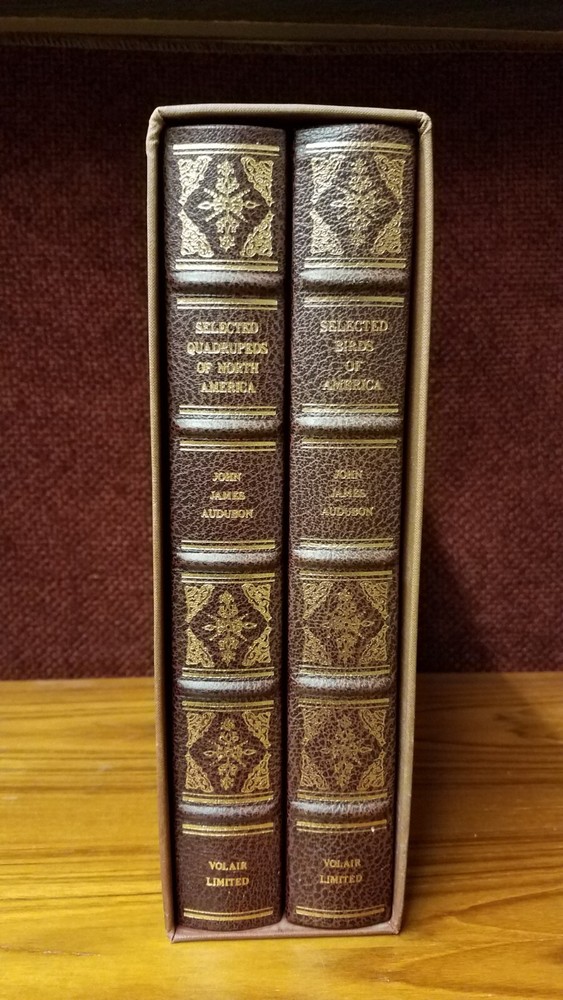 SELECTED
QUADRUPEDS
OF NORTH
AMERICA
JOHN
JAMES
AUDUBON
VOLAIR
LIMITED
SELECTED
BIRDS
OF
AMERICA
JOHN
JAMES
AUDUBON
VOLAIR
LIMITED